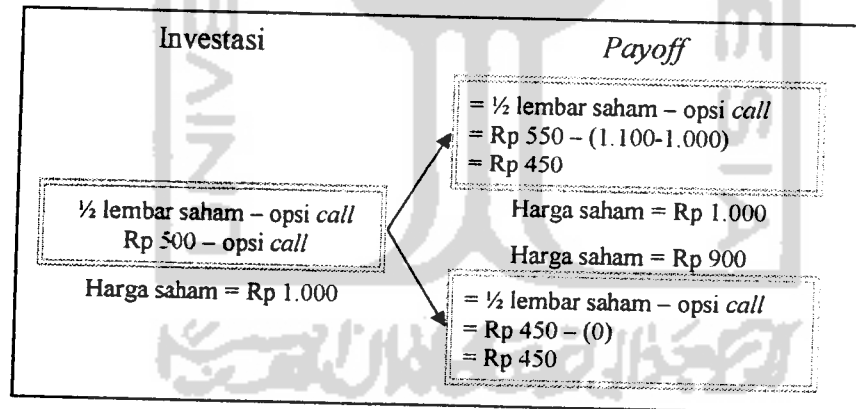 Investasi
Payoff
= ½ lembar saham – opsi call
= Rp 550 – (1.100-1.000)
= Rp 450
½ lembar saham – opsi call
Rp 500 – opsi call
Harga saham = Rp 1.000
Harga saham = Rp 1.000
Harga saham = Rp 900
= ½ lembar saham – opsi call
= Rp 450 – (0)
= Rp 450